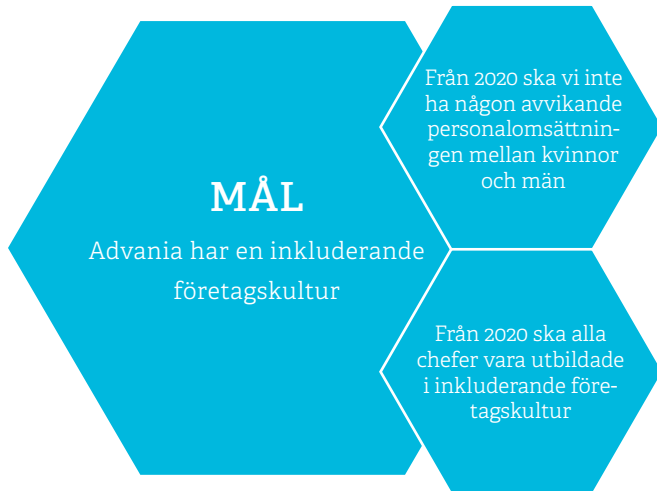 MÅL
Advania har en inkluderande
företagskultur
Från 2020 ska vi inte
ha någon avvikande
personalomsättnin-
gen mellan kvinnor
och män
Från 2020 ska alla
chefer vara utbildade
i inkluderande före-
tagskultur